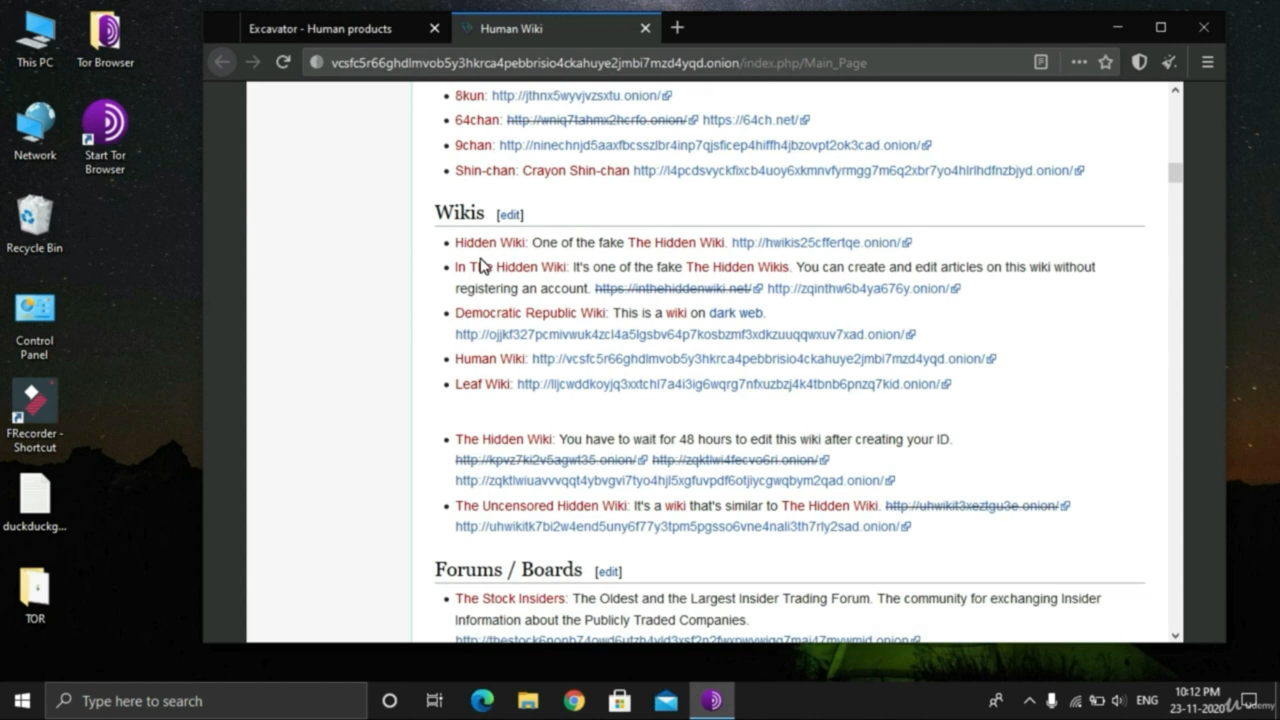 This PC
Tor Browser
Network
Start Tor
Browser
Recycle Bin
Control
Panel
FRecorder -
Shortcut
duckduckg...
TOR
Excavator - Human products
Human Wiki
vcsfc5r66ghdlmvob5y3hkrca4pebbrisio4ckahuye2jmbi7mzd4yqd.onion/index.php/Main_Page
8kun: http://jthnx5wyvjvzsxtu.onion/
64chan: http://wniq7tahmx2hcrfo.onion/ https://64ch.net/
9chan: http://ninechnjd5aaxfbcsszlbr4inp7qjsficep4hiffh4jbzovpt2ok3cad.onion/
Shin-chan: Crayon Shin-chan http://l4pcdsvyckfixcb4uoy6xkmnvfyrmgg7m6q2xbr7yo4hlrlhdfnzbjyd.onion/
Wikis [edit]
Hidden Wiki: One of the fake The Hidden Wiki. http://hwikis25cffertqe.onion/
In The Hidden Wiki: It's one of the fake The Hidden Wikis. You can create and edit articles on this wiki without
registering an account. https://inthehiddenwiki.net/ http://zqinthw6b4ya676y.onion/
Democratic Republic Wiki: This is a wiki on dark web.
http://ojjkf327pcmivwuk4zcl4a5lgsbv64p7kosbzmf3xdkzuuqqwxuv7xad.onion/
Human Wiki: http://vcsfc5r66ghdlmvob5y3hkrca4pebbrisio4ckahuye2jmbi7mzd4yqd.onion/
Leaf Wiki: http://lljcwddkoyjq3xxtchl7a4i3ig6wqrg7nfxuzbzj4k4tbnb6pnzq7kid.onion/
The Hidden Wiki: You have to wait for 48 hours to edit this wiki after creating your ID.
http://kpvz7ki2v5agwt35.onion/ http://zqktlwi4fecvo6ri.onion/
http://zqktlwiuavvvqqt4ybvgvi7tyo4hjl5xgfuvpdf6otjiycgwqbym2qad.onion/
The Uncensored Hidden Wiki: It's a wiki that's similar to The Hidden Wiki. http://uhwikit3xeztgu3e.onion/
http://uhwikitk7bi2w4end5uny6f77y3tpm5pgsso6vne4nali3th7rly2sad.onion/
Forums / Boards [edit]
The Stock Insiders: The Oldest and the Largest Insider Trading Forum. The community for exchanging Insider
Information about the Publicly Traded Companies.
Type here to search
ENG
10:12 PM
23-11-2020
Udemy